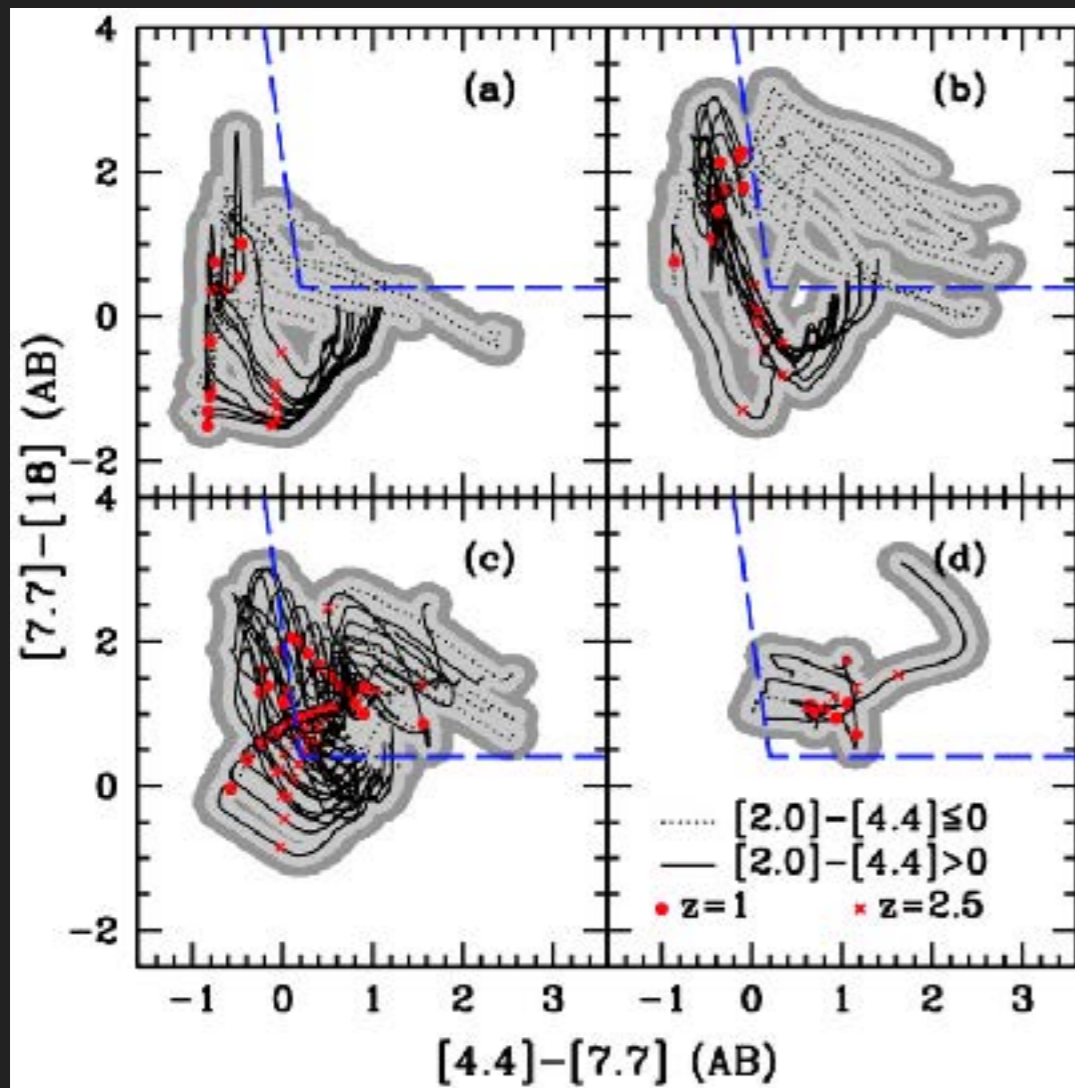 4
2
0
-2
4
2
0
-2
(a)
(b)
(c)
(d)
[2.0]-[4.4]≦0
[2.0]-[4.4]>0
z=1
z=2.5
-1 0 1 2 3
-1 0 1 2 3
[7.7]-[18] (AB)
[4.4]-[7.7] (AB)